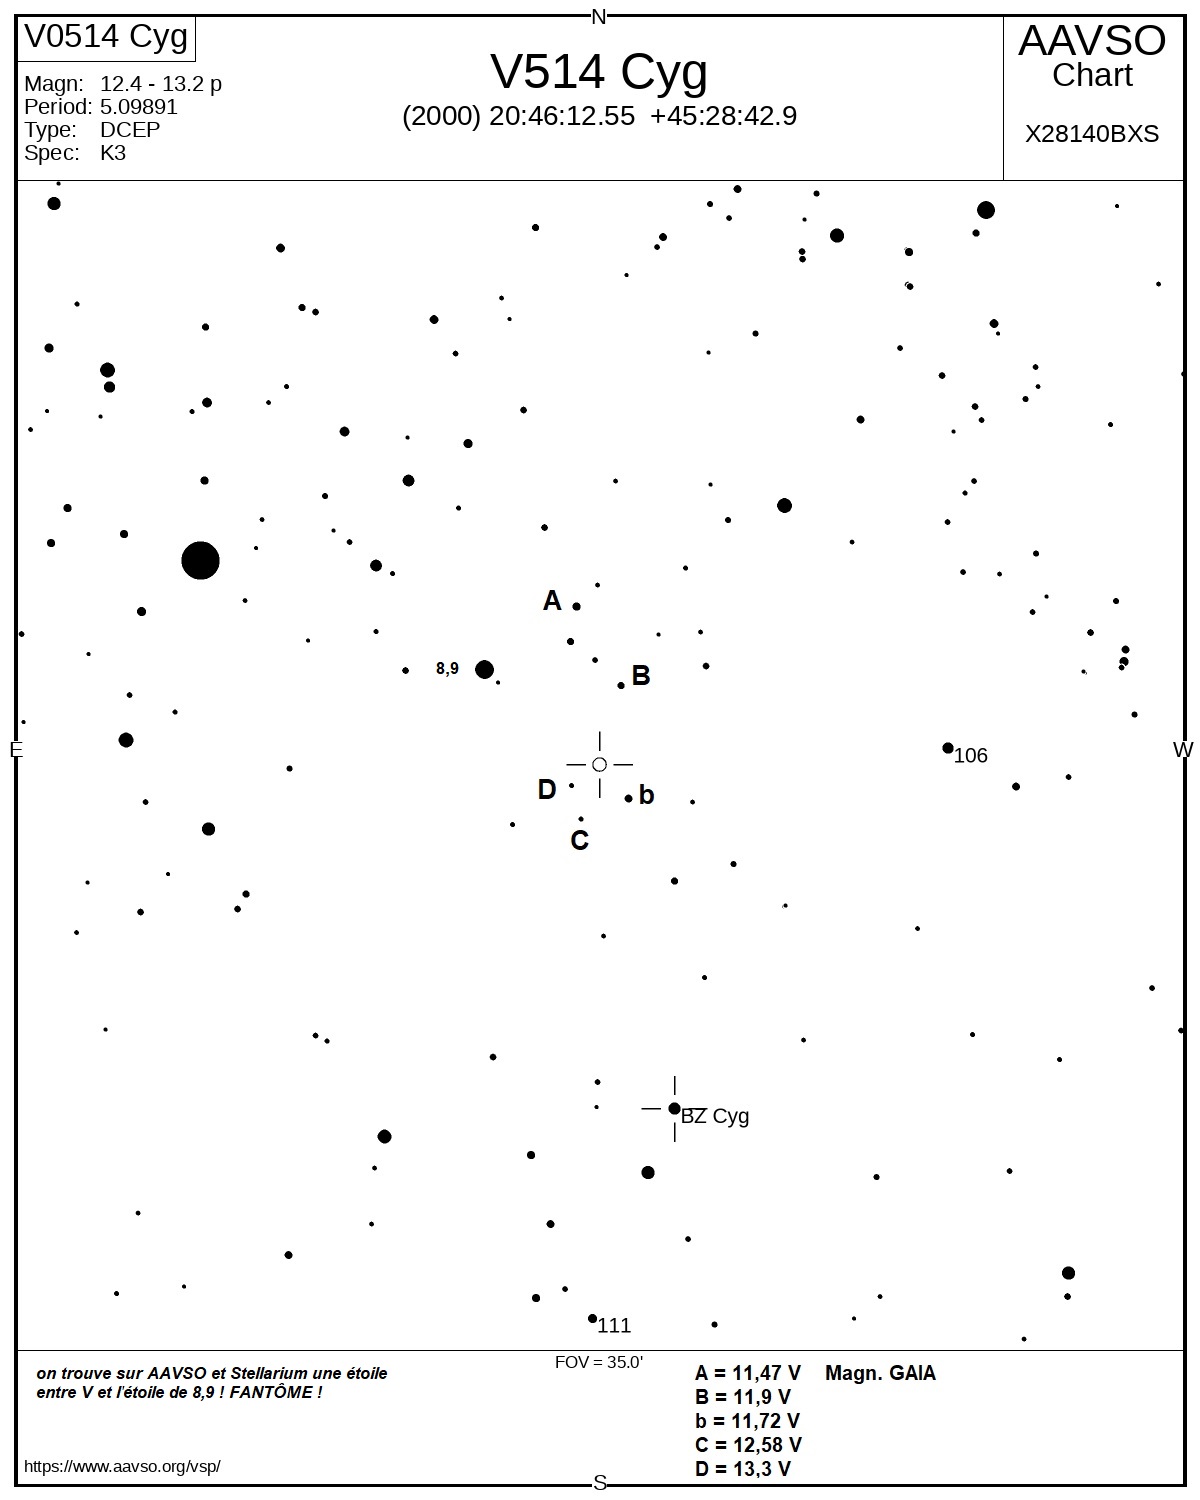 N
V0514 Cyg
Magn: 12.4 - 13.2 p
Period: 5.09891
Type: DCEP
Spec: K3
V514 Cyg
(2000) 20:46:12.55 +45:28:42.9
AAVSO
Chart
X28140BXS
A
8,9
B
E
W
106
D
b
C
BZ Cyg
111
FOV = 35.0'
on trouve sur AAVSO et Stellarium une étoile
entre V et l'étoile de 8,9 ! FANTÔME !
A = 11,47 V Magn. GAIA
B = 11,9 V
b = 11,72 V
C = 12,58 V
D = 13,3 V
https://www.aavso.org/vsp/
S